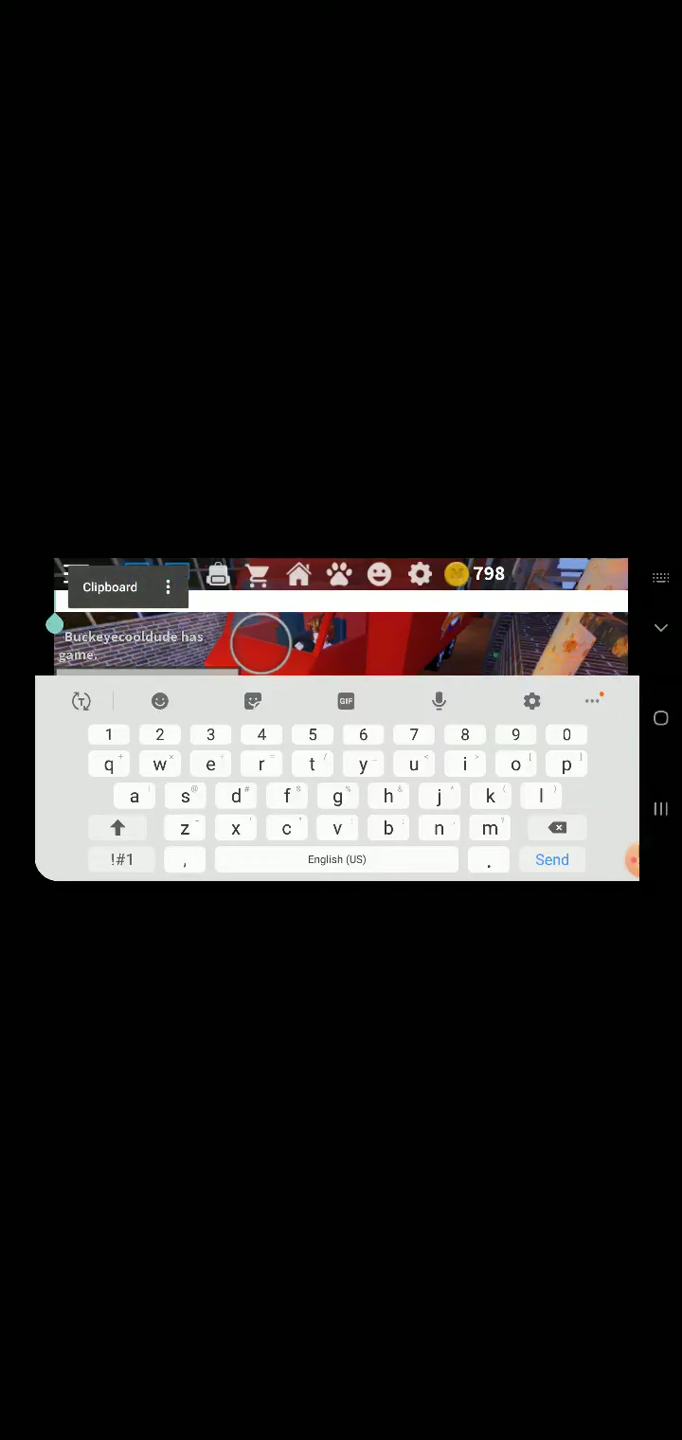 798
Clipboard
Buckeyecooldude has
game.
GIF
1 2 3 4 5 6 7 8 9 0
q w e r t y u i o p
a s d f g h j k l
z x c v b n m
!#1 , English (US) . Send